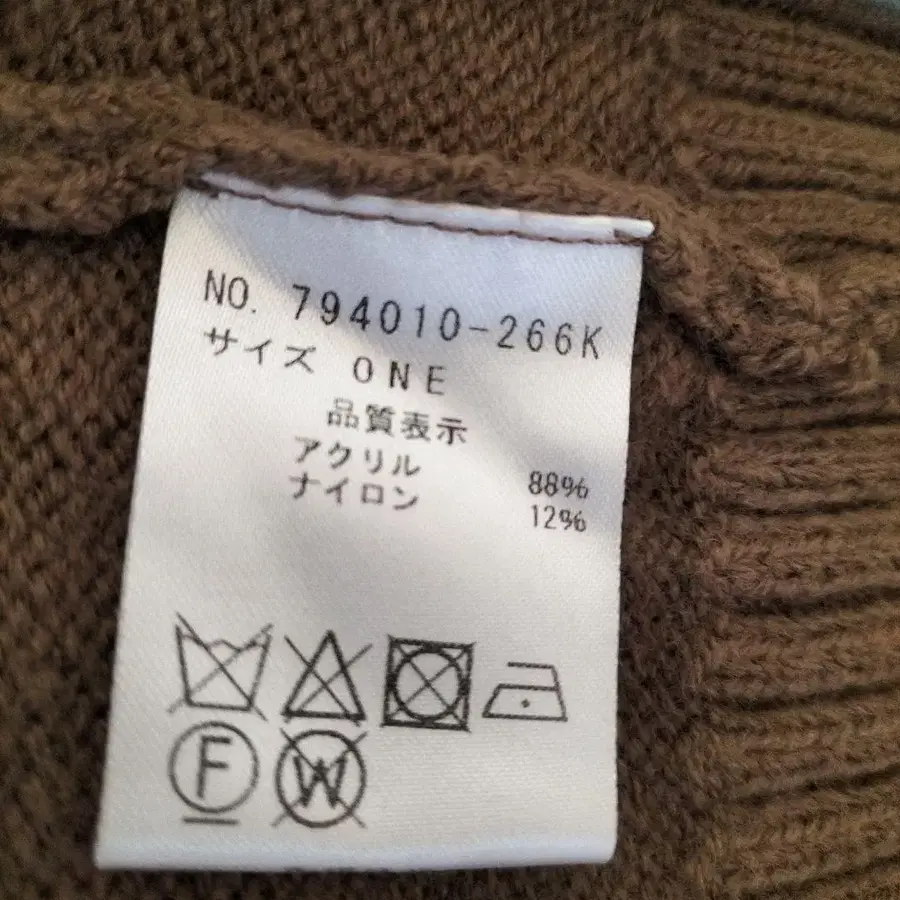 NO. 794010-266K
サイズ ONE
品質表示
アクリル 88%
ナイロン 12%
F W